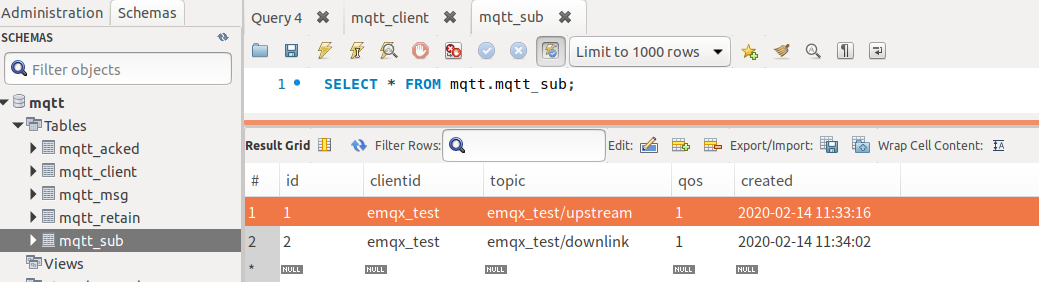 Administration Schemas
SCHEMAS
Filter objects
mqtt
Tables
mqtt_acked
mqtt_client
mqtt_msg
mqtt_retain
mqtt_sub
Views
Query 4 mqtt_client mqtt_sub
Limit to 1000 rows
1 SELECT * FROM mqtt.mqtt_sub;
Result Grid Filter Rows: Edit: Export/Import: Wrap Cell Content: IA
# id clientid topic qos created
1 1 emqx_test emqx_test/upstream 1 2020-02-14 11:33:16
2 2 emqx_test emqx_test/downlink 1 2020-02-14 11:34:02
* NULL NULL NULL NULL NULL